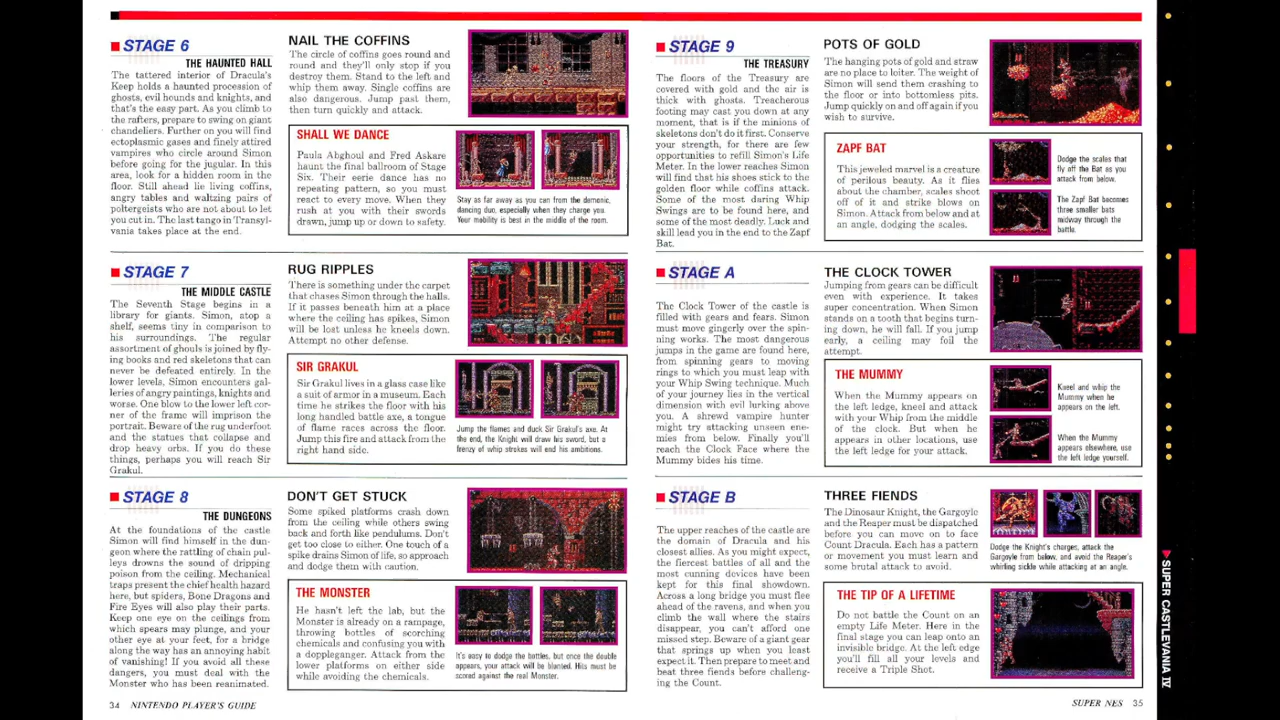 STAGE 6
THE HAUNTED HALL
The tattered interior of Dracula's
Keep holds a haunted procession of
ghosts, evil hounds and knights, and
that's the easy part. As you climb to
the rafters, prepare to swing on giant
chandeliers. Further on you will find
ectoplasmic gases and finely attired
vampires who circle around Simon
before going for the jugular. In this
area, look for a hidden room in the
floor. Still ahead lie living coffins,
angry tables and waltzing pairs of
poltergeists who are not about to let
you out. The last tango in Transyl-
vania takes place at the end.
NAIL THE COFFINS
The circle of coffins goes round and
round and they'll only stop if you
destroy them. Stand to the left and
whip them away. Single coffins are
also dangerous. Jump past them,
then turn quickly and attack.
SHALL WE DANCE
Paula Abghoul and Fred Askare
haunt the final ballroom of Stage
Six. Their eerie dance has no
repeating pattern, so you must
react to every move. When they
rush at you with their swords
drawn, jump up or down to safety.
Stay as far away as you can from the demonic,
dancing duo, especially when they charge you.
Your mobility is best in the middle of the room.
STAGE 7
THE MIDDLE CASTLE
The Seventh Stage begins in a
library for giants. Simon, atop a
shelf, seems tiny in comparison to
his surroundings. The regular
assortment of ghouls is joined by fly-
ing books and red skeletons that can
never be defeated entirely. In the
lower levels, Simon encounters gal-
leries of angry paintings, knights and
worse. One blow to the lower left cor-
ner of the frame will imprison the
portrait. Beware of the rug underfoot
and the statues that collapse and
drop heavy orbs. If you do these
things, perhaps you will reach Sir
Grakul.
RUG RIPPLES
There is something under the carpet
that chases Simon through the halls.
If it passes beneath him at a place
where the ceiling has spikes, Simon
will be lost unless he kneels down.
Attempt no other defense.
SIR GRAKUL
Sir Grakul lives in a glass case like
a suit of armor in a museum. Each
time he strikes the floor with his
long handled battle axe, a tongue
of flame races across the floor.
Jump this fire and attack from the
right hand side.
Jump the flames and duck Sir Grakul's axe. At
the end, the Knight will draw his sword, but a
frenzy of whip strokes will end his ambitions.
STAGE 8
THE DUNGEONS
At the foundations of the castle
Simon will find himself in the dun-
geon where the rattling of chain pul-
leys drowns the sound of dripping
poison from the ceiling. Mechanical
traps present the chief health hazard
here, but spiders, Bone Dragons and
Fire Eyes will also play their parts.
Keep one eye on the ceilings from
which spears may plunge, and your
other eye at your feet, for a bridge
along the way has an annoying habit
of vanishing! If you avoid all these
dangers, you must deal with the
Monster who has been reanimated.
DON'T GET STUCK
Some spiked platforms crash down
from the ceiling while others swing
back and forth like pendulums. Don't
get too close to either. One touch of a
spike drains Simon of life, so approach
and dodge them with caution.
THE MONSTER
He hasn't left the lab, but the
Monster is already on a rampage,
throwing bottles of scorching
chemicals and confusing you with
a doppleganger. Attack from the
lower platforms on either side
while avoiding the chemicals.
It's easy to dodge the bottles, but once the double
appears, your attack will be blunted. Hits must be
scored against the real Monster.
34 NINTENDO PLAYER'S GUIDE
STAGE 9
THE TREASURY
The floors of the Treasury are
covered with gold and the air is
thick with ghosts. Treacherous
footing may cast you down at any
moment, that is if the minions of
skeletons don't do it first. Conserve
your strength, for there are few
opportunities to refill Simon's Life
Meter. In the lower reaches Simon
will find that his shoes stick to the
golden floor while coffins attack.
Some of the most daring Whip
Swings are to be found here, and
some of the most deadly. Luck and
skill lead you in the end to the Zapf
Bat.
POTS OF GOLD
The hanging pots of gold and straw
are no place to loiter. The weight of
Simon will send them crashing to
the floor or into bottomless pits.
Jump quickly on and off again if you
wish to survive.
ZAPF BAT
This jeweled marvel is a creature
of perilous beauty. As it flies
about the chamber, scales shoot
off of it and strike blows on
Simon. Attack from below and at
an angle, dodging the scales.
Dodge the scales that
fly off the Bat as you
attack from below.
The Zapf Bat becomes
three smaller bats
midway through the
battle.
STAGE A
The Clock Tower of the castle is
filled with gears and fears. Simon
must move gingerly over the spin-
ning works. The most dangerous
jumps in the game are found here,
from spinning gears to moving
rings to which you must leap with
your Whip Swing technique. Much
of your journey lies in the vertical
dimension with evil lurking above
you. A shrewd vampire hunter
might try attacking unseen ene-
mies from below. Finally you'll
reach the Clock Face where the
Mummy bides his time.
THE CLOCK TOWER
Jumping from gears can be difficult
even with experience. It takes
super concentration. When Simon
stands on a tooth that begins turn-
ing down, he will fall. If you jump
early, a ceiling may foil the
attempt.
THE MUMMY
When the Mummy appears on
the left ledge, kneel and attack
with your Whip from the middle
of the clock. But when he
appears in other locations, use
the left ledge for your attack.
Kneel and whip the
Mummy when he
appears on the left.
When the Mummy
appears elsewhere, use
the left ledge yourself.
STAGE B
The upper reaches of the castle are
the domain of Dracula and his
closest allies. As you might expect,
the fiercest battles of all and the
most cunning devices have been
kept for this final showdown.
Across a long bridge you must flee
ahead of the ravens, and when you
climb the wall where the stairs
disappear, you can't afford one
missed step. Beware of a giant gear
that springs up when you least
expect it. Then prepare to meet and
beat three fiends before challeng-
ing the Count.
THREE FIENDS
The Dinosaur Knight, the Gargoyle
and the Reaper must be dispatched
before you can move on to face
Count Dracula. Each has a pattern
or movement you must learn and
some brutal attack to avoid.
Dodge the Knight's charges, attack the
Gargoyle from below, and avoid the Reaper's
whirling sickle while attacking at an angle.
THE TIP OF A LIFETIME
Do not battle the Count on an
empty Life Meter. Here in the
final stage you can leap onto an
invisible bridge. At the left edge
you'll fill all your levels and
receive a Triple Shot.
SUPER NES 35
▶SUPER CASTLEVANIA IV